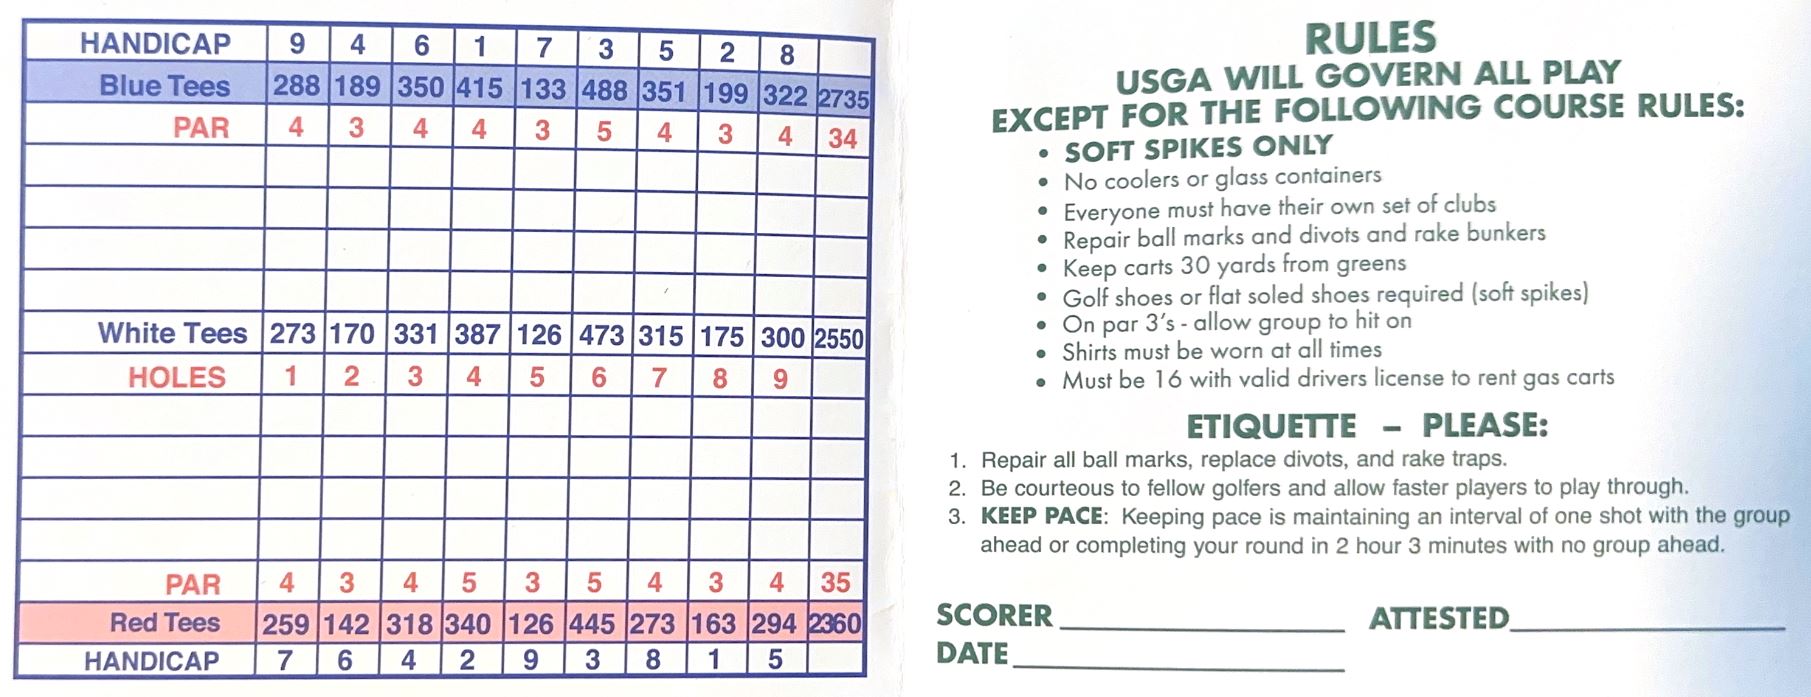 HANDICAP 9 4 6 1 7 3 5 2 8
Blue Tees 288 189 350 415 133 488 351 199 322 2735
PAR 4 3 4 4 3 5 4 3 4 34
White Tees 273 170 331 387 126 473 315 175 300 2550
HOLES 1 2 3 4 5 6 7 8 9
PAR 4 3 4 5 3 5 4 3 4 35
Red Tees 259 142 318 340 126 445 273 163 294 2360
HANDICAP 7 6 4 2 9 3 8 1 5
RULES
USGA WILL GOVERN ALL PLAY
EXCEPT FOR THE FOLLOWING COURSE RULES:
• SOFT SPIKES ONLY
• No coolers or glass containers
• Everyone must have their own set of clubs
• Repair ball marks and divots and rake bunkers
• Keep carts 30 yards from greens
• Golf shoes or flat soled shoes required (soft spikes)
• On par 3's - allow group to hit on
• Shirts must be worn at all times
• Must be 16 with valid drivers license to rent gas carts
ETIQUETTE – PLEASE:
1. Repair all ball marks, replace divots, and rake traps.
2. Be courteous to fellow golfers and allow faster players to play through.
3. KEEP PACE: Keeping pace is maintaining an interval of one shot with the group
ahead or completing your round in 2 hour 3 minutes with no group ahead.
SCORER ATTESTED
DATE